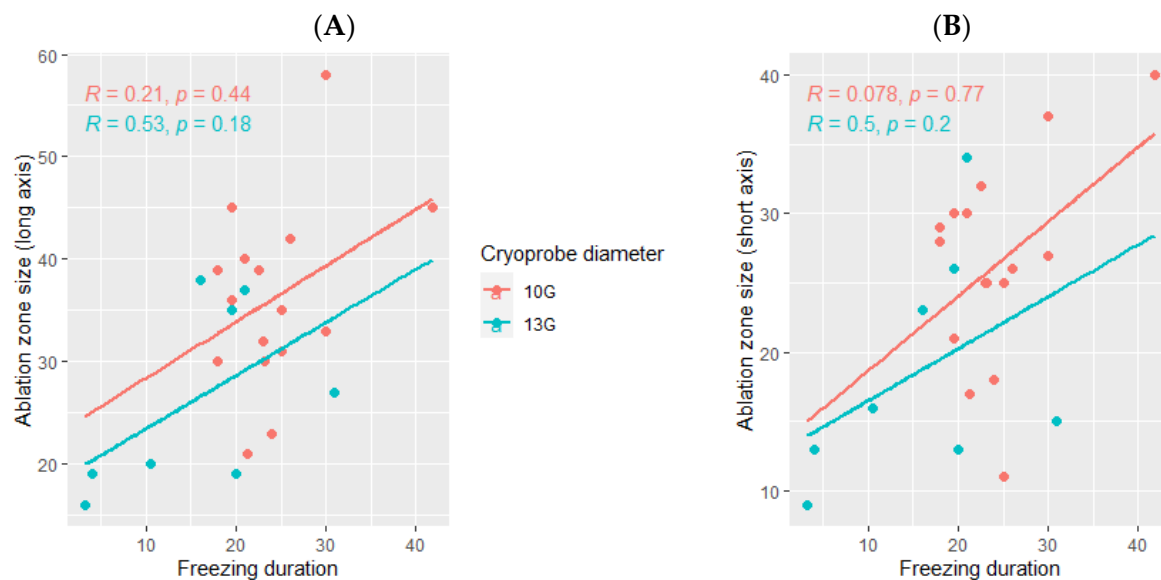 (A)
60
50
40
30
20
R = 0.21, p = 0.44
R = 0.53, p = 0.18
Ablation zone size (long axis)
10 20 30 40
Freezing duration
Cryoprobe diameter
a 10G
a 13G
(B)
40
30
20
10
R = 0.078, p = 0.77
R = 0.5, p = 0.2
Ablation zone size (short axis)
10 20 30 40
Freezing duration